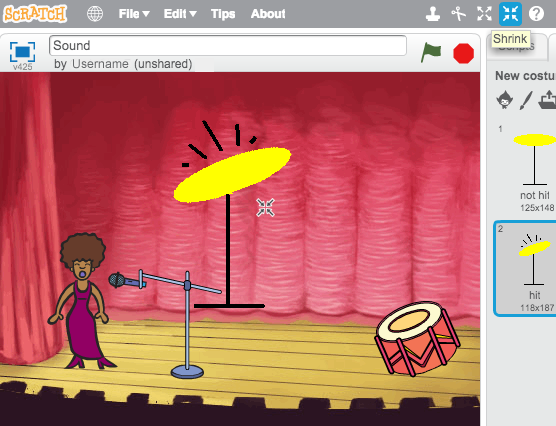 SCRATCH
File Edit Tips About
Shrink
Scripts
v425
Sound
by Username (unshared)
New costu
1
not hit
125x148
2
hit
118x187